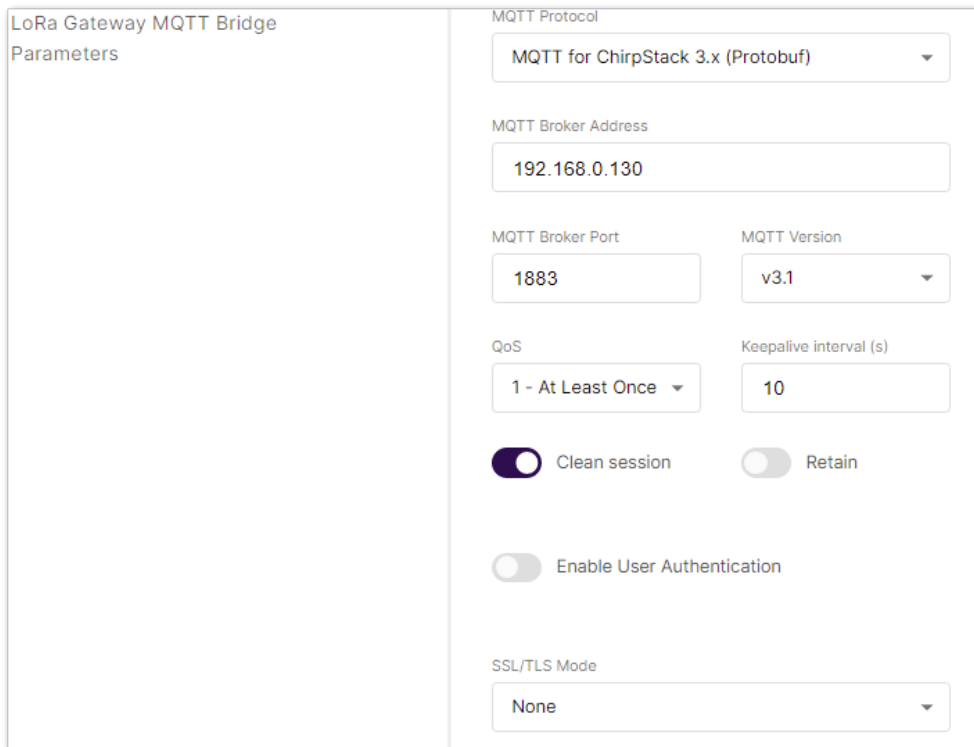 LoRa Gateway MQTT Bridge
Parameters
MQTT Protocol
MQTT for ChirpStack 3.x (Protobuf)
MQTT Broker Address
192.168.0.130
MQTT Broker Port
MQTT Version
1883
v3.1
QoS
Keepalive interval (s)
1 - At Least Once
10
Clean session
Retain
Enable User Authentication
SSL/TLS Mode
None